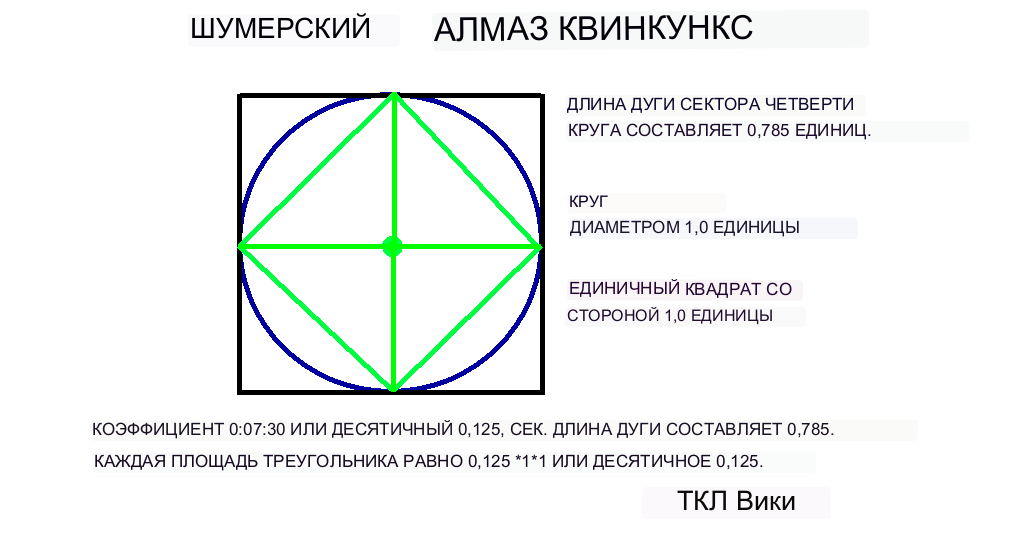 ШУМЕРСКИЙ АЛМАЗ КВИНКУНКС
ДЛИНА ДУГИ СЕКТОРА ЧЕТВЕРТИ
КРУГА СОСТАВЛЯЕТ 0,785 ЕДИНИЦ.
КРУГ
ДИАМЕТРОМ 1,0 ЕДИНИЦЫ
ЕДИНИЧНЫЙ КВАДРАТ СО
СТОРОНОЙ 1,0 ЕДИНИЦЫ
КОЭФФИЦИЕНТ 0:07:30 ИЛИ ДЕСЯТИЧНЫЙ 0,125, СЕК. ДЛИНА ДУГИ СОСТАВЛЯЕТ 0,785.
КАЖДАЯ ПЛОЩАДЬ ТРЕУГОЛЬНИКА РАВНО 0,125 *1*1 ИЛИ ДЕСЯТИЧНОЕ 0,125.
ТКЛ Вики